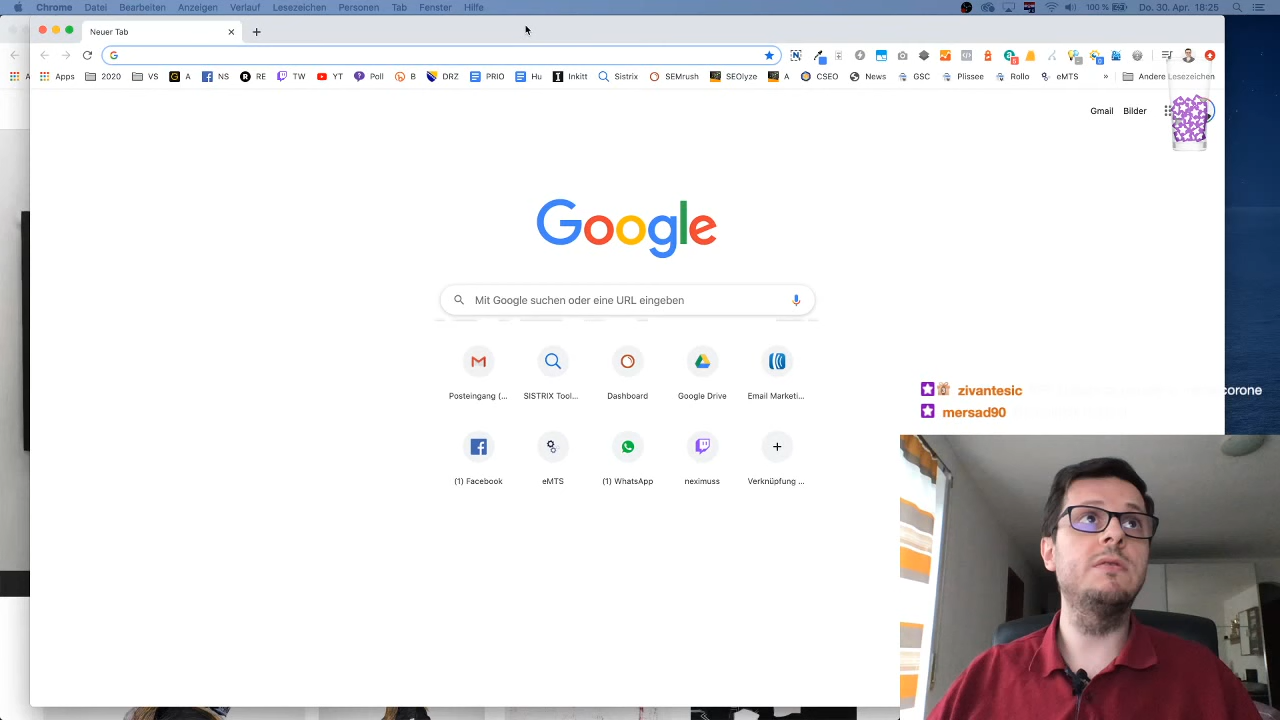 Chrome Datei Bearbeiten Anzeigen Verlauf Lesezeichen Personen Tab Fenster Hilfe 100 % Do. 30. Apr. 18:25
Neuer Tab
Apps 2020 VS A NS RE TW YT Poll B DRZ PRIO Hu Inkitt Sistrix SEMrush SEOlyze A CSEO News GSC Plissee Rollo eMTS » Andere Lesezeichen
Gmail Bilder
Google
Mit Google suchen oder eine URL eingeben
Posteingang (... SISTRIX Tool... Dashboard Google Drive Email Marketi...
(1) Facebook eMTS (1) WhatsApp neximuss Verknüpfung ...
zivantesic corone
mersad90